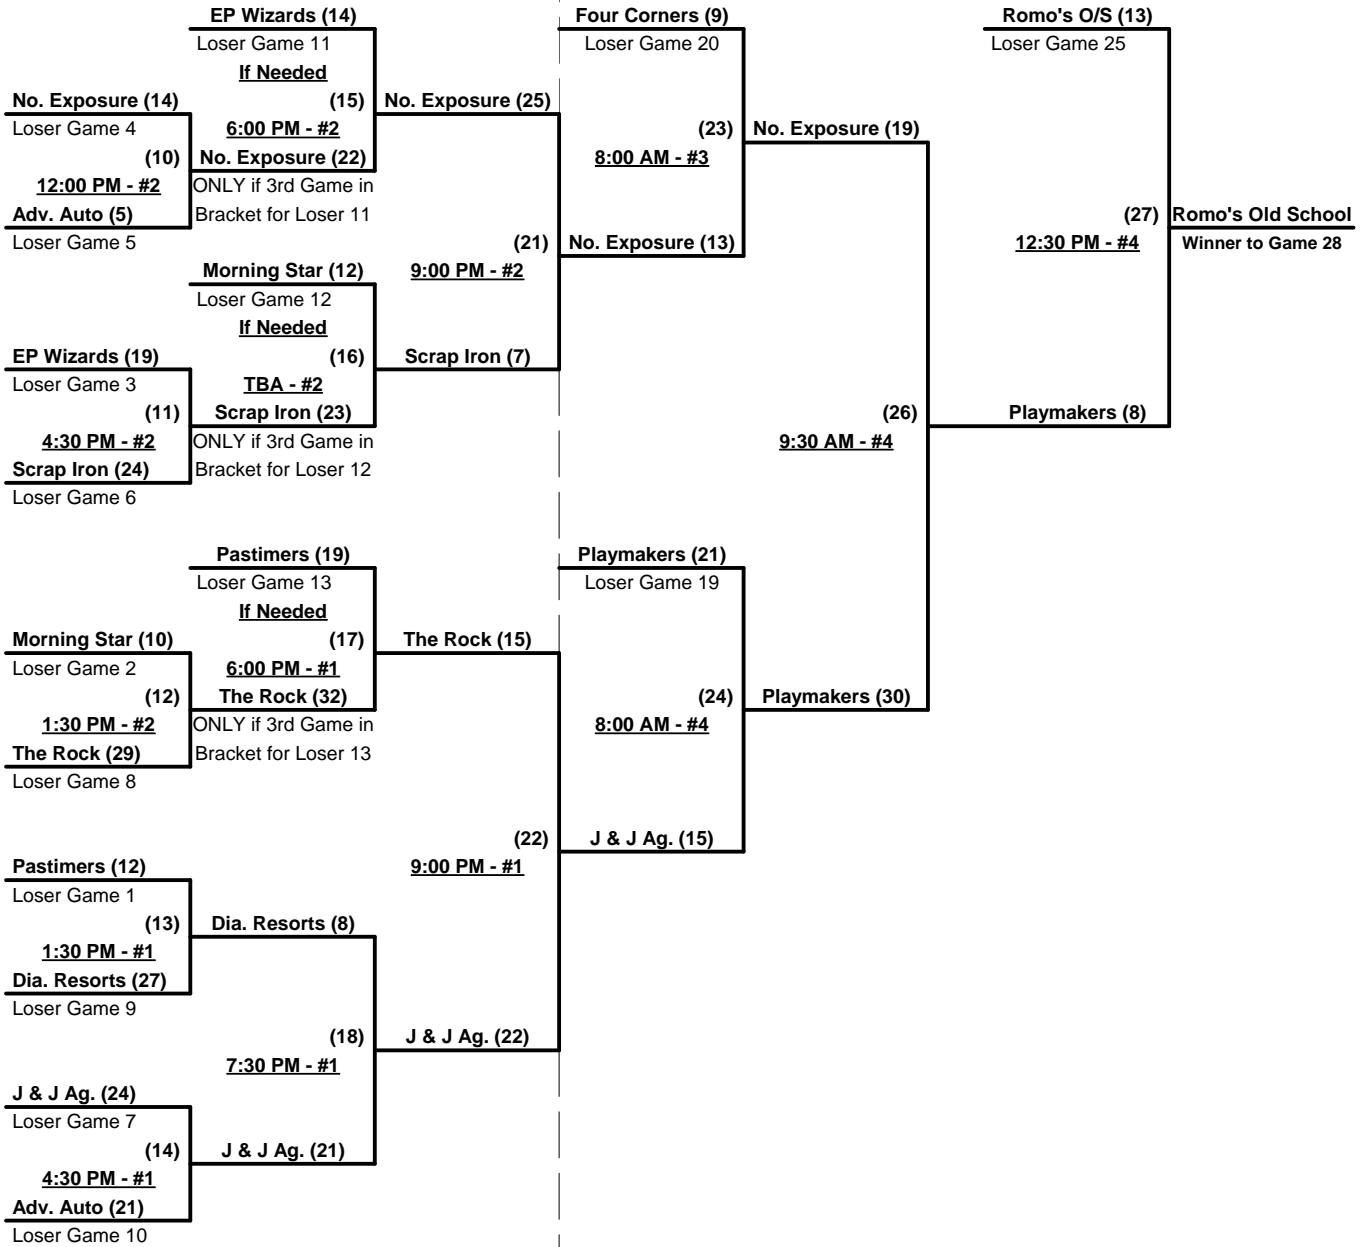 EP Wizards (14)
Loser Game 11
If Needed
(15)
6:00 PM - #2
No. Exposure (14)
Loser Game 4
(10)
12:00 PM - #2
Adv. Auto (5)
Loser Game 5
No. Exposure (22)
ONLY if 3rd Game in
Bracket for Loser 11
No. Exposure (25)
Morning Star (12)
Loser Game 12
If Needed
(16)
TBA - #2
EP Wizards (19)
Loser Game 3
(11)
4:30 PM - #2
Scrap Iron (24)
Loser Game 6
Scrap Iron (23)
ONLY if 3rd Game in
Bracket for Loser 12
Scrap Iron (7)
(21)
9:00 PM - #2
Four Corners (9)
Loser Game 20
(23)
8:00 AM - #3
No. Exposure (13)
No. Exposure (19)
Pastimers (19)
Loser Game 13
If Needed
(17)
6:00 PM - #1
Morning Star (10)
Loser Game 2
(12)
1:30 PM - #2
The Rock (29)
Loser Game 8
The Rock (32)
ONLY if 3rd Game in
Bracket for Loser 13
The Rock (15)
Pastimers (12)
Loser Game 1
(13)
1:30 PM - #1
Dia. Resorts (27)
Loser Game 9
Dia. Resorts (8)
(18)
7:30 PM - #1
J & J Ag. (24)
Loser Game 7
(14)
4:30 PM - #1
Adv. Auto (21)
Loser Game 10
J & J Ag. (21)
J & J Ag. (22)
(22)
9:00 PM - #1
Playmakers (21)
Loser Game 19
(24)
8:00 AM - #4
J & J Ag. (15)
Playmakers (30)
(26)
9:30 AM - #4
Romo's O/S (13)
Loser Game 25
(27)
12:30 PM - #4
Playmakers (8)
Romo's Old School
Winner to Game 28